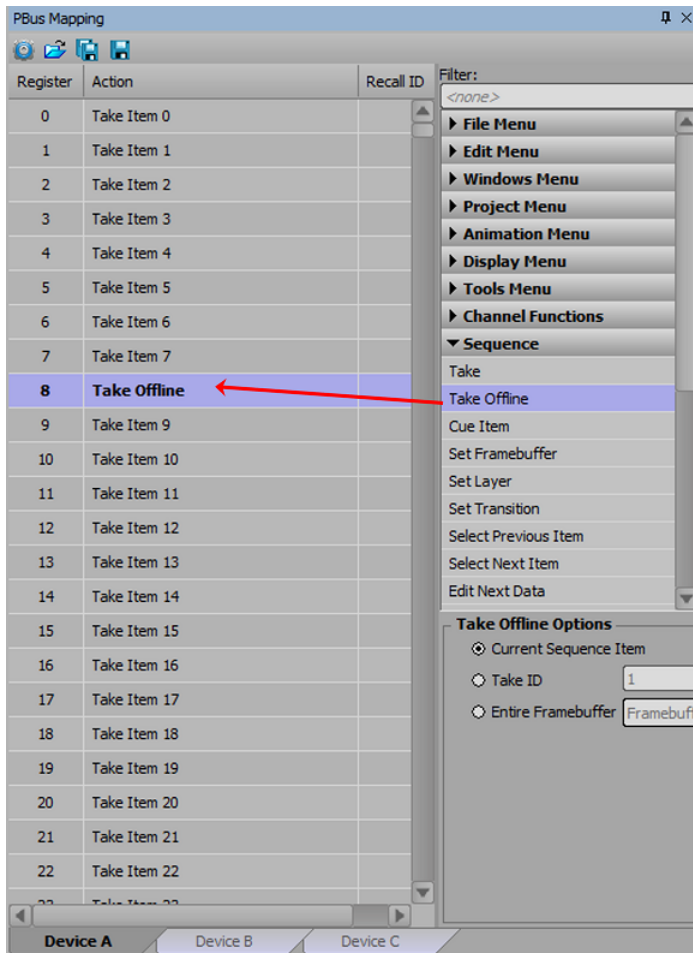 PBus Mapping
Register Action Recall ID
0 Take Item 0
1 Take Item 1
2 Take Item 2
3 Take Item 3
4 Take Item 4
5 Take Item 5
6 Take Item 6
7 Take Item 7
8 Take Offline
9 Take Item 9
10 Take Item 10
11 Take Item 11
12 Take Item 12
13 Take Item 13
14 Take Item 14
15 Take Item 15
16 Take Item 16
17 Take Item 17
18 Take Item 18
19 Take Item 19
20 Take Item 20
21 Take Item 21
22 Take Item 22
23 Take Item 23
Filter:
<none>
File Menu
Edit Menu
Windows Menu
Project Menu
Animation Menu
Display Menu
Tools Menu
Channel Functions
Sequence
Take
Take Offline
Cue Item
Set Framebuffer
Set Layer
Set Transition
Select Previous Item
Select Next Item
Edit Next Data
Take Offline Options
Current Sequence Item
Take ID 1
Entire Framebuffer Framebuff
Device A Device B Device C